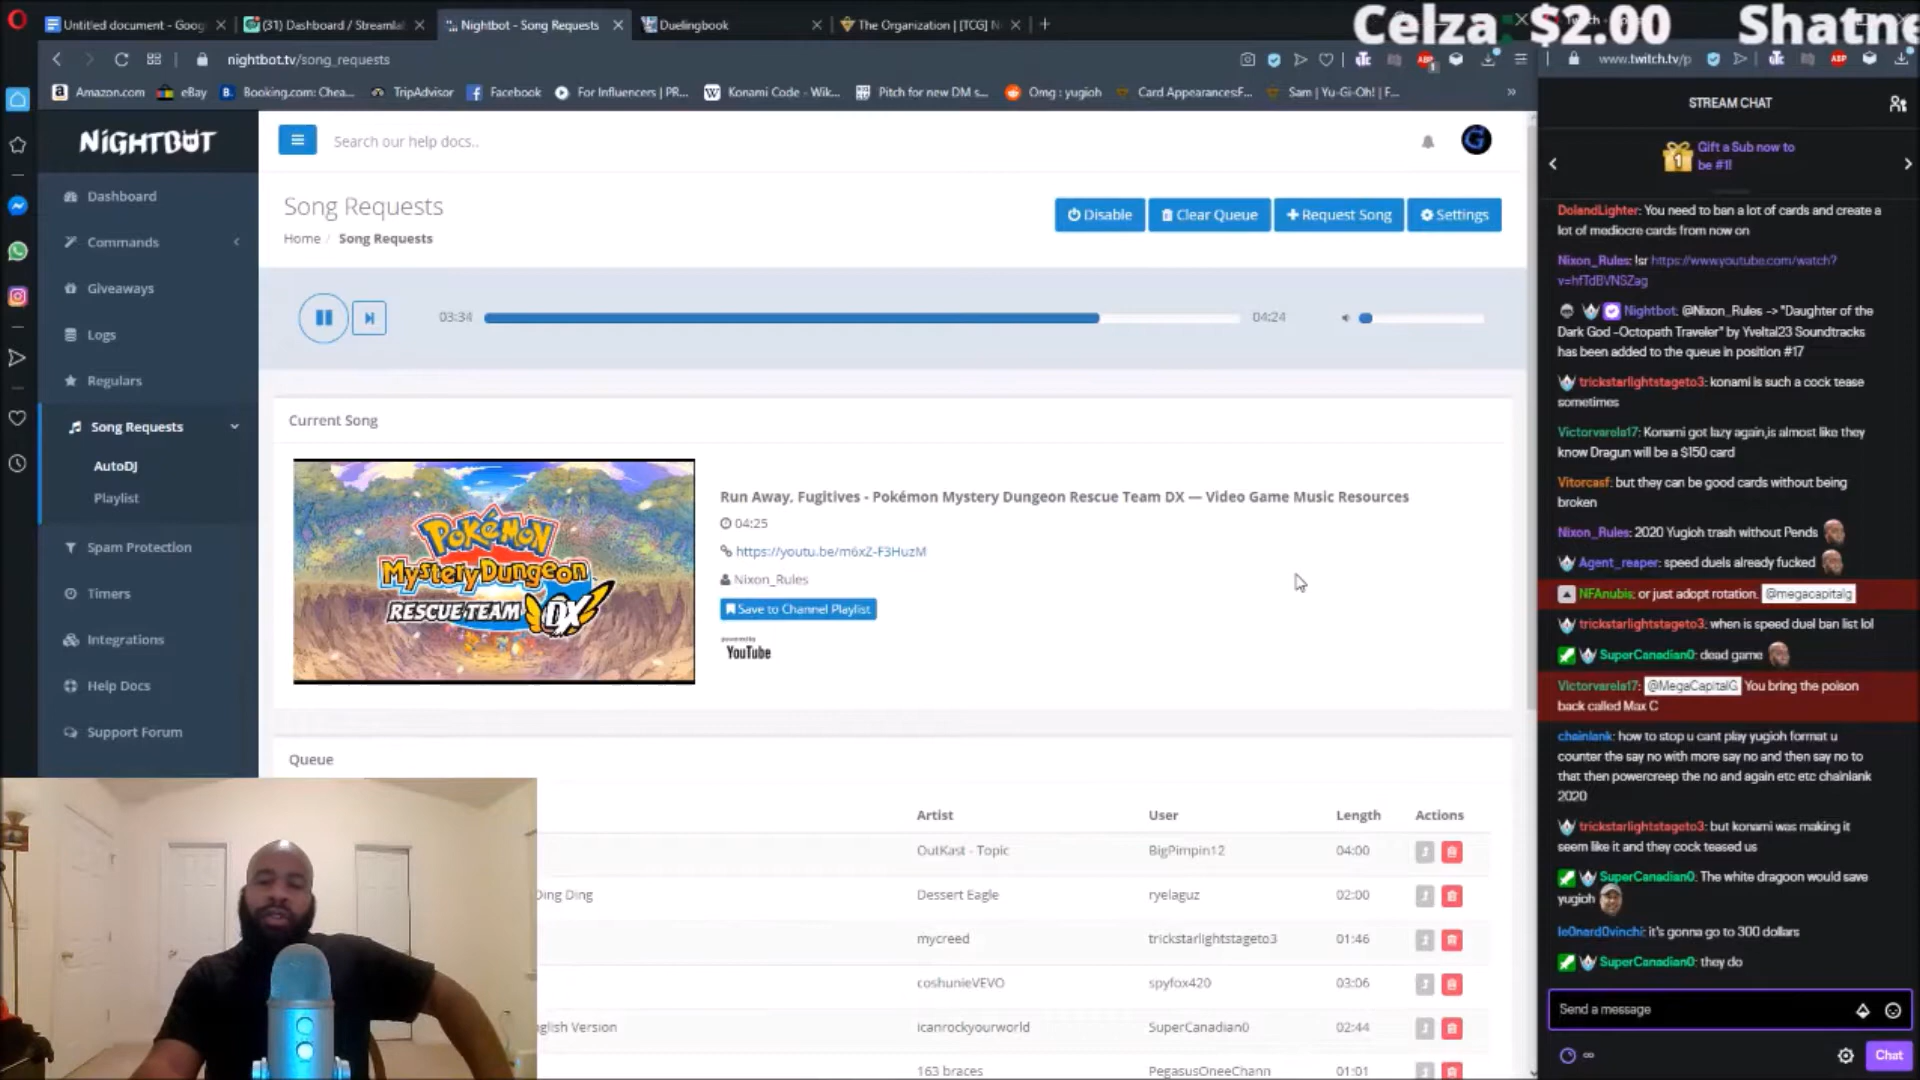 Untitled document - Goog
(31) Dashboard / Streamlal
Nightbot - Song Requests
Duelingbook
The Organization | [TCG] N
Celza: $2.00 Shatne
nightbot.tv/song_requests
www.twitch.tv/p
Amazon.com
eBay
Booking.com: Chea...
TripAdvisor
Facebook
For Influencers | PR...
Konami Code - Wik...
Pitch for new DM s...
Omg : yugioh
Card Appearances:F...
Sam | Yu-Gi-Oh! | F...
NiGHTBOT
Search our help docs..
Dashboard
Commands
Giveaways
Logs
Regulars
Song Requests
AutoDJ
Playlist
Spam Protection
Timers
Integrations
Help Docs
Support Forum
Song Requests
Home / Song Requests
Disable
Clear Queue
Request Song
Settings
03:34
04:24
Current Song
POKéMON
Mystery Dungeon
RESCUE TEAM DX
Run Away, Fugitives - Pokémon Mystery Dungeon Rescue Team DX — Video Game Music Resources
04:25
https://youtu.be/m6xZ-F3HuzM
Nixon_Rules
Save to Channel Playlist
powered by
YouTube
Queue
Artist User Length Actions
OutKast - Topic BigPimpin12 04:00
Ding Ding Dessert Eagle ryelaguz 02:00
mycreed trickstarlightstageto3 01:46
coshunieVEVO spyfox420 03:06
glish Version icanrockyourworld SuperCanadian0 02:44
163 braces PegasusOneeChann 01:01
STREAM CHAT
Gift a Sub now to
be #1!
DolandLighter: You need to ban a lot of cards and create a
lot of mediocre cards from now on
Nixon_Rules: !sr https://www.youtube.com/watch?
v=hfTdBVNSZag
Nightbot: @Nixon_Rules -> "Daughter of the
Dark God -Octopath Traveler" by Yveltal23 Soundtracks
has been added to the queue in position #17
trickstarlightstageto3: konami is such a cock tease
sometimes
Victorvarela17: Konami got lazy again,is almost like they
know Dragun will be a $150 card
Vitorcasf: but they can be good cards without being
broken
Nixon_Rules: 2020 Yugioh trash without Pends
Agent_reaper: speed duels already fucked
NFAnubis: or just adopt rotation. @megacapitalg
trickstarlightstageto3: when is speed duel ban list lol
SuperCanadian0: dead game
Victorvarela17: @MegaCapitalG You bring the poison
back called Max C
chainlank: how to stop u cant play yugioh format u
counter the say no with more say no and then say no to
that then powercreep the no and again etc etc chainlank
2020
trickstarlightstageto3: but konami was making it
seem like it and they cock teased us
SuperCanadian0: The white dragoon would save
yugioh
le0nard0vinchi: it's gonna go to 300 dollars
SuperCanadian0: they do
Send a message
Chat